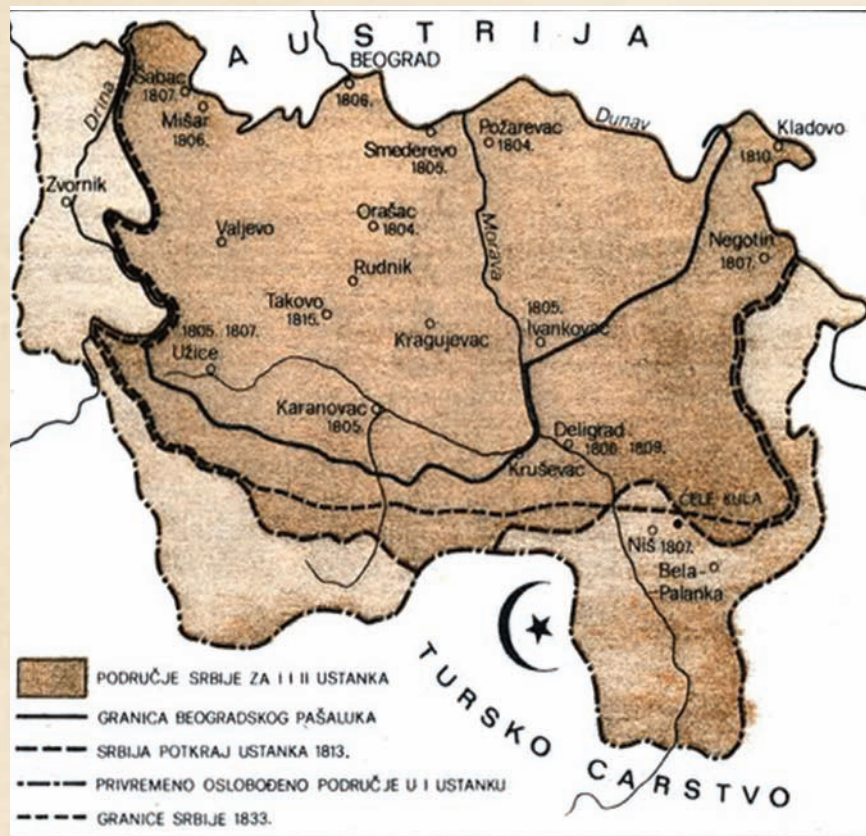 AUSTRIJA
BEOGRAD
1806.
Šabac
1807.
Mišar
1806.
Drina
Zvornik
Smederevo
1805.
Požarevac
1804.
Dunav
Kladovo
1810.
Orašac
1804.
Valjevo
Morava
Negotin
1807.
Rudnik
Takovo
1815.
1805. 1807.
Užice
Kragujevac
1805.
Ivankovac
Karanovac
1805.
Deligrad
1806 1809.
Kruševac
ĆELE KULA
Niš 1807.
Bela-
Palanka
TURSKO CARSTVO
PODRUČJE SRBIJE ZA I I II USTANKA
GRANICA BEOGRADSKOG PAŠALUKA
SRBIJA POTKRAJ USTANKA 1813.
PRIVREMENO OSLOBOĐENO PODRUČJE U I USTANKU
GRANICE SRBIJE 1833.